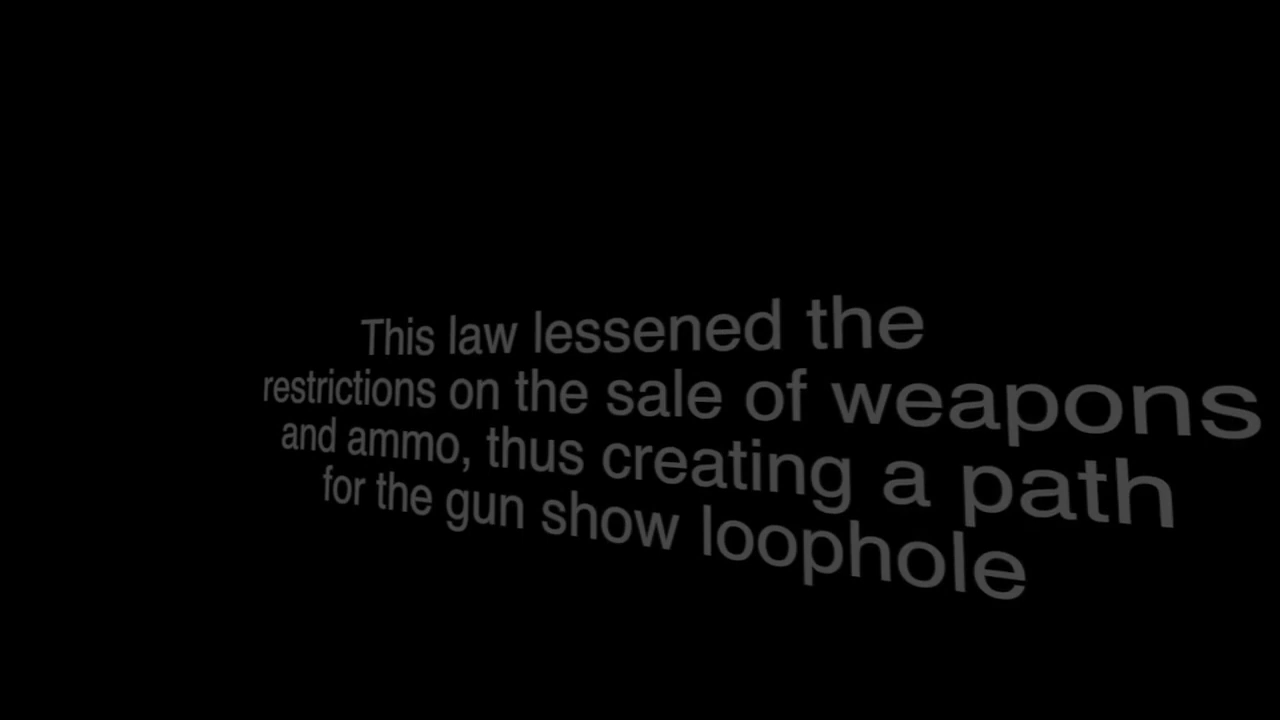 This law lessened the
restrictions on the sale of weapons
and ammo, thus creating a path
for the gun show loophole